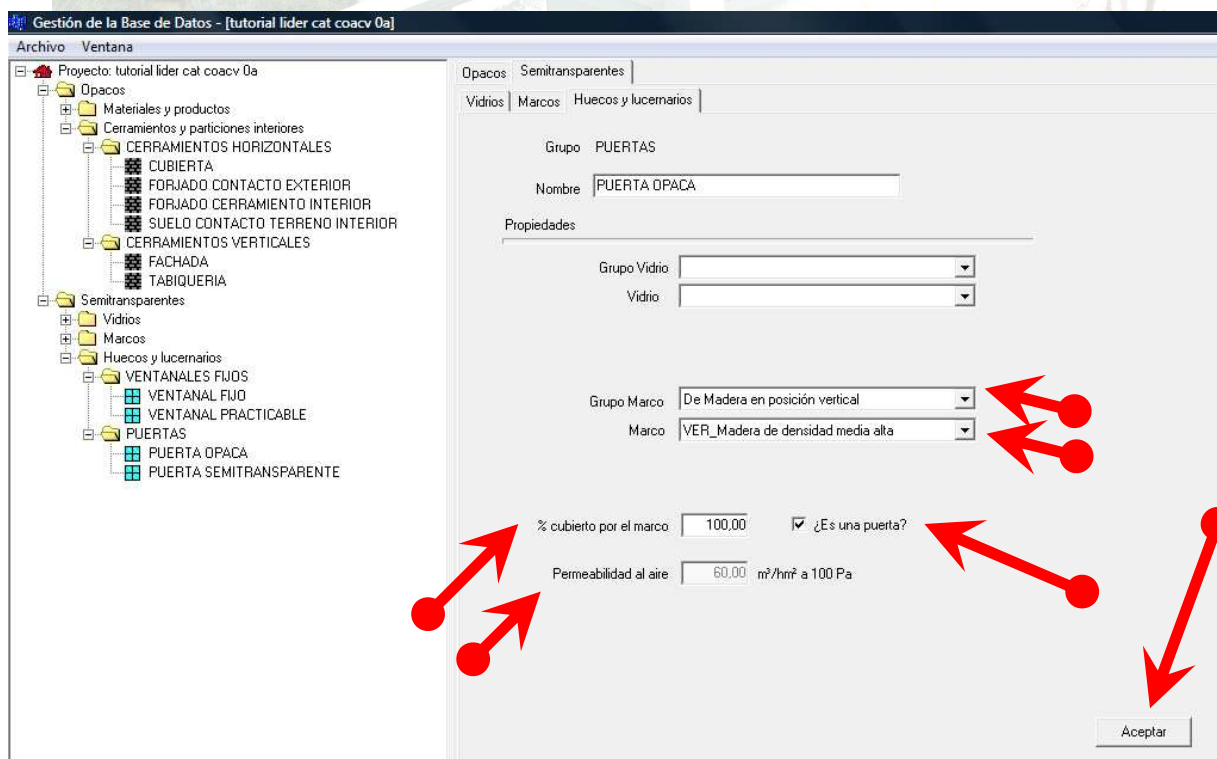 Gestión de la Base de Datos - [tutorial lider cat coacv 0a]
Archivo Ventana
Proyecto: tutorial lider cat coacv 0a
Opacos
Materiales y productos
Cerramientos y particiones interiores
CERRAMIENTOS HORIZONTALES
CUBIERTA
FORJADO CONTACTO EXTERIOR
FORJADO CERRAMIENTO INTERIOR
SUELO CONTACTO TERRENO INTERIOR
CERRAMIENTOS VERTICALES
FACHADA
TABIQUERIA
Semitransparentes
Vidrios
Marcos
Huecos y lucernarios
VENTANALES FIJOS
VENTANAL FIJO
VENTANAL PRACTICABLE
PUERTAS
PUERTA OPACA
PUERTA SEMITRANSPARENTE
Opacos Semitransparentes
Vidrios Marcos Huecos y lucernarios
Grupo PUERTAS
Nombre PUERTA OPACA
Propiedades
Grupo Vidrio
Vidrio
Grupo Marco De Madera en posición vertical
Marco VER_Madera de densidad media alta
% cubierto por el marco 100,00 ¿Es una puerta?
Permeabilidad al aire 60,00 m³/hm² a 100 Pa
Aceptar